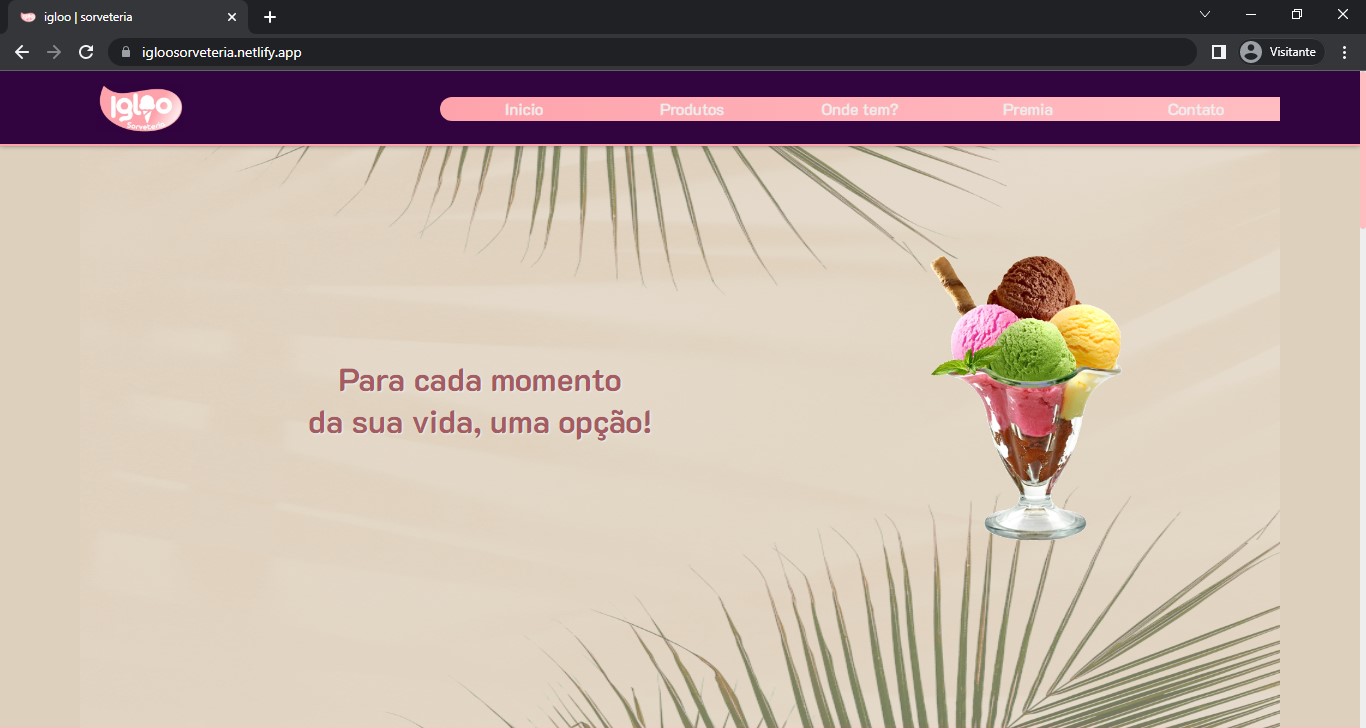 igloo | sorveteria
igloosorveteria.netlify.app
Visitante
igloo
Sorveteria
Inicio
Produtos
Onde tem?
Premia
Contato
Para cada momento
da sua vida, uma opção!